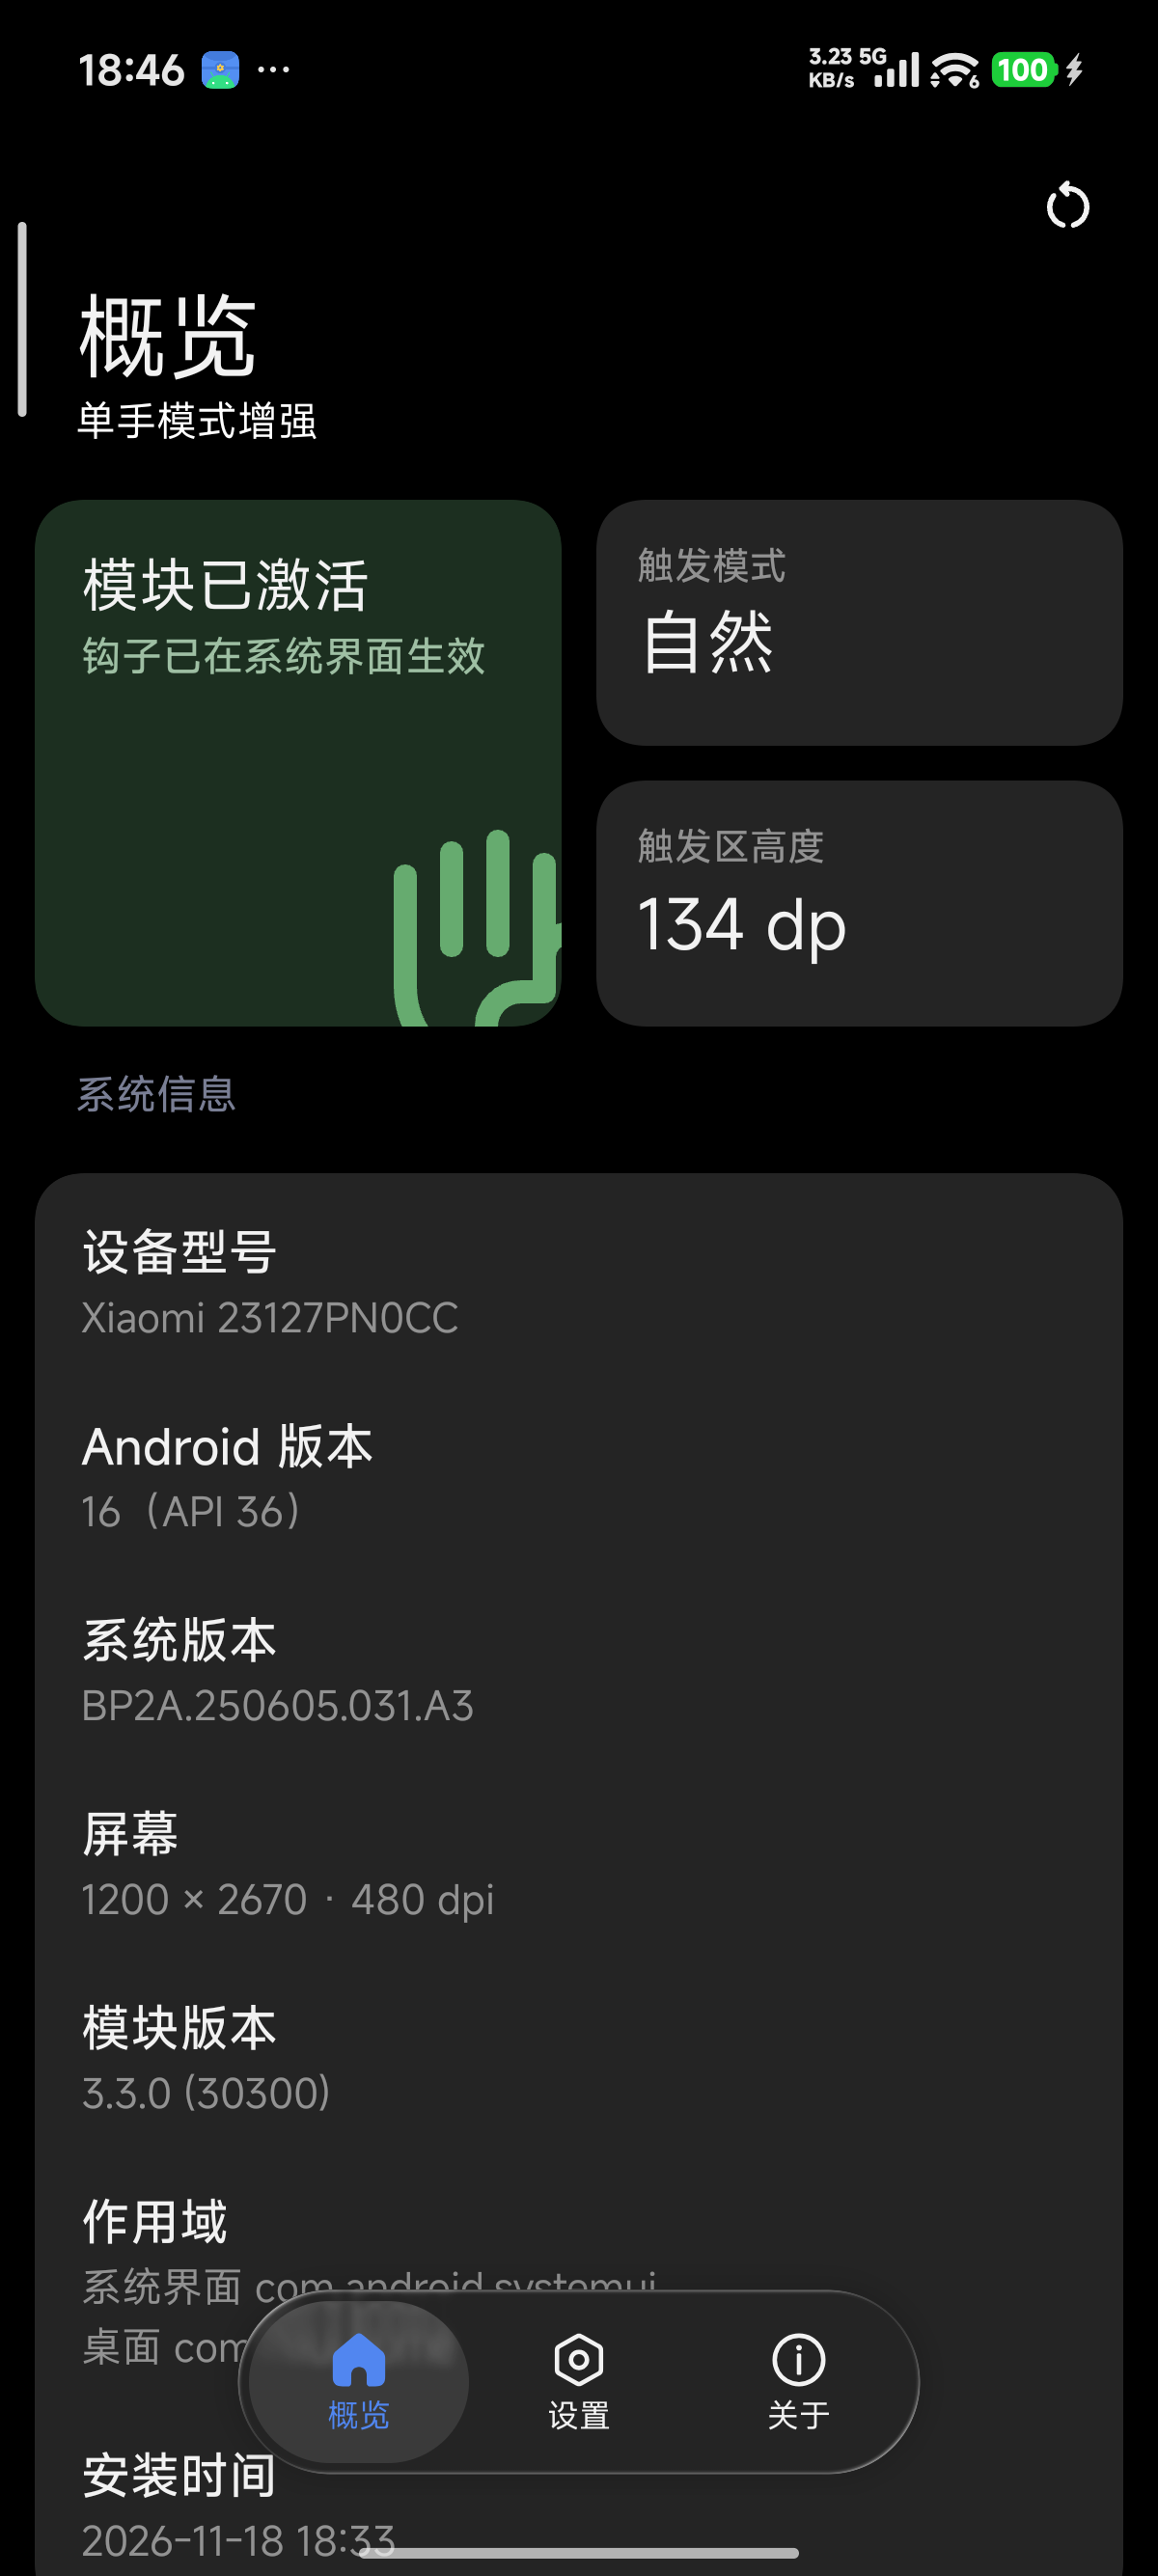 18:46
3.23 5G
KB/s
6
100
概览
单手模式增强
模块已激活
钩子已在系统界面生效
触发模式
自然
触发区高度
134 dp
系统信息
设备型号
Xiaomi 23127PN0CC
Android 版本
16（API 36）
系统版本
BP2A.250605.031.A3
屏幕
1200 × 2670 · 480 dpi
模块版本
3.3.0 (30300)
作用域
系统界面 com.android.systemui
桌面 com
概览
设置
关于
安装时间
2026-11-18 18:33